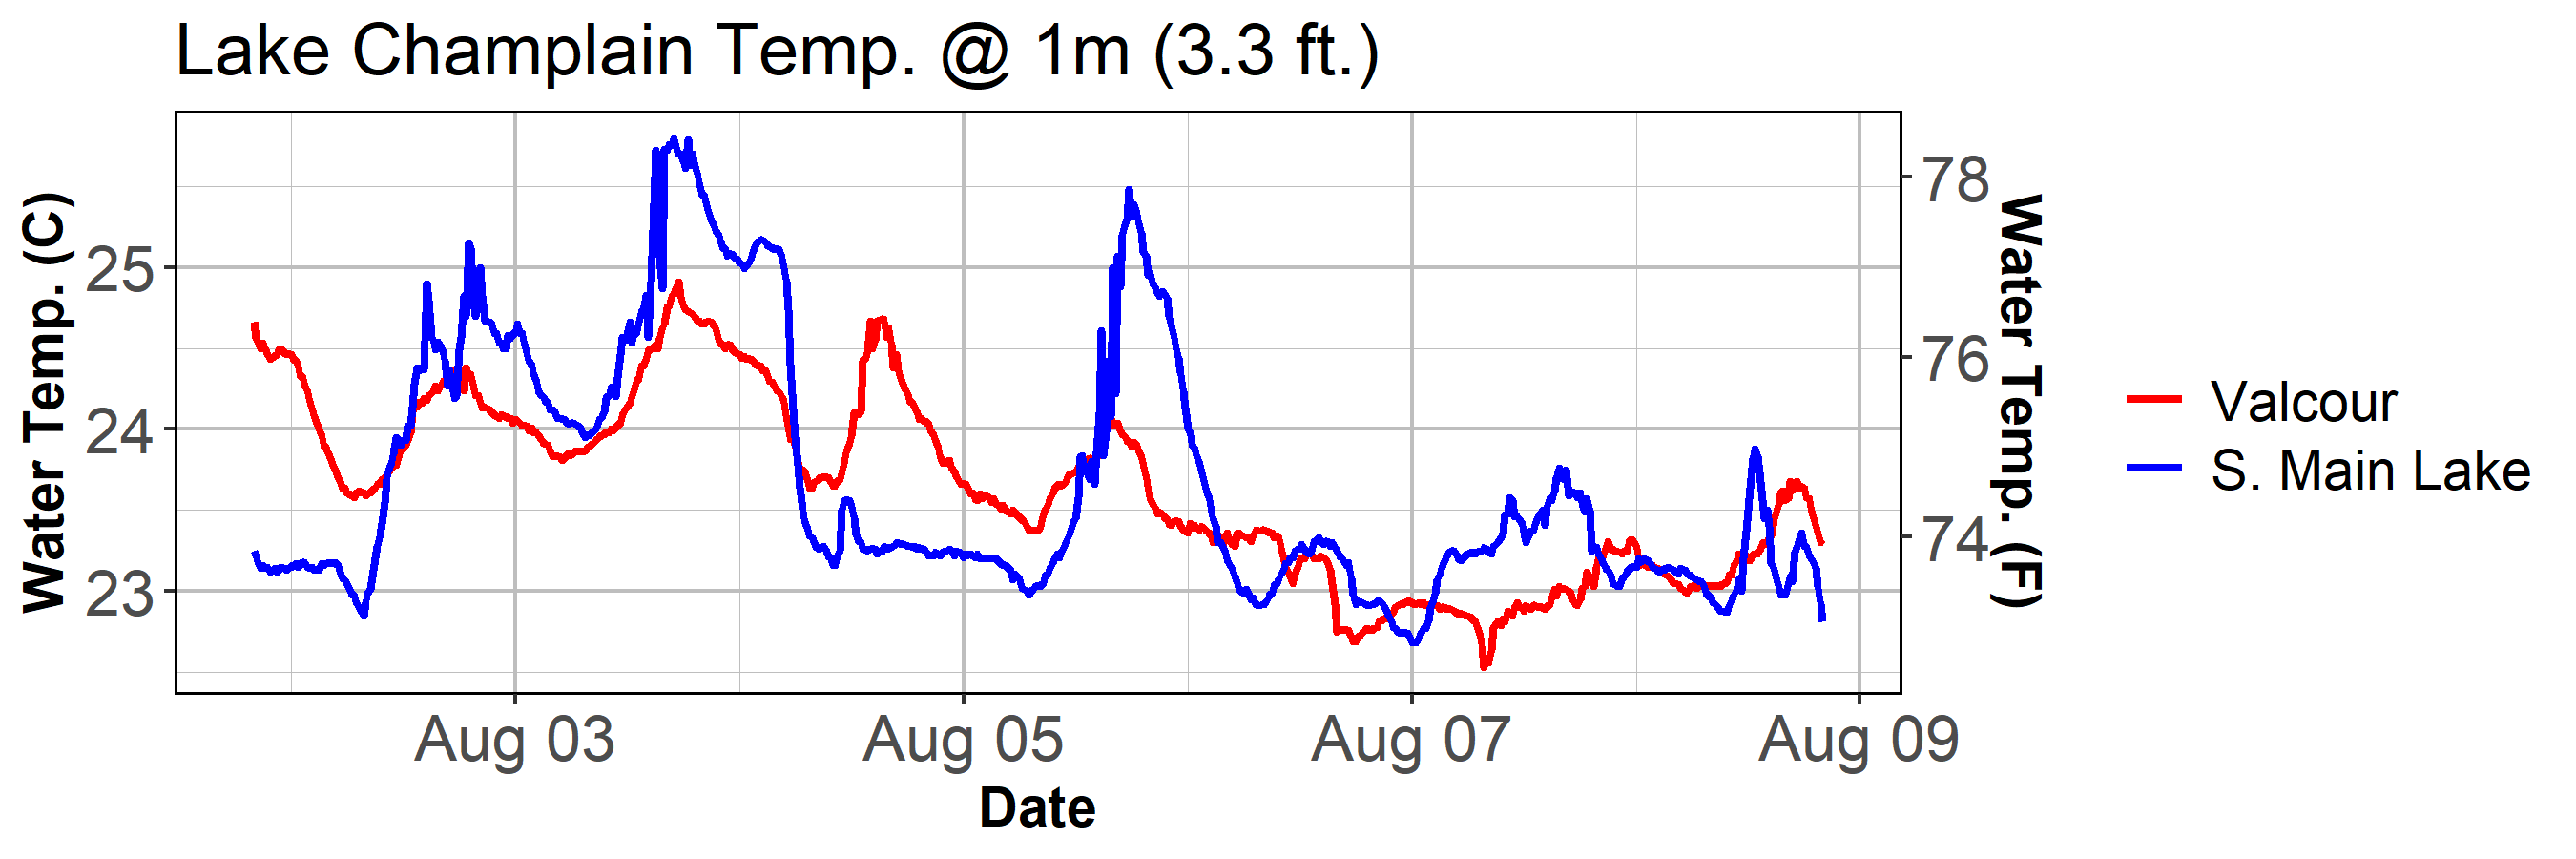 Lake Champlain Temp. @ 1m (3.3 ft.)
Water Temp. (C)
25
24
23
78
76
74
Water Temp. (F)
Valcour
S. Main Lake
Aug 03
Aug 05
Aug 07
Aug 09
Date